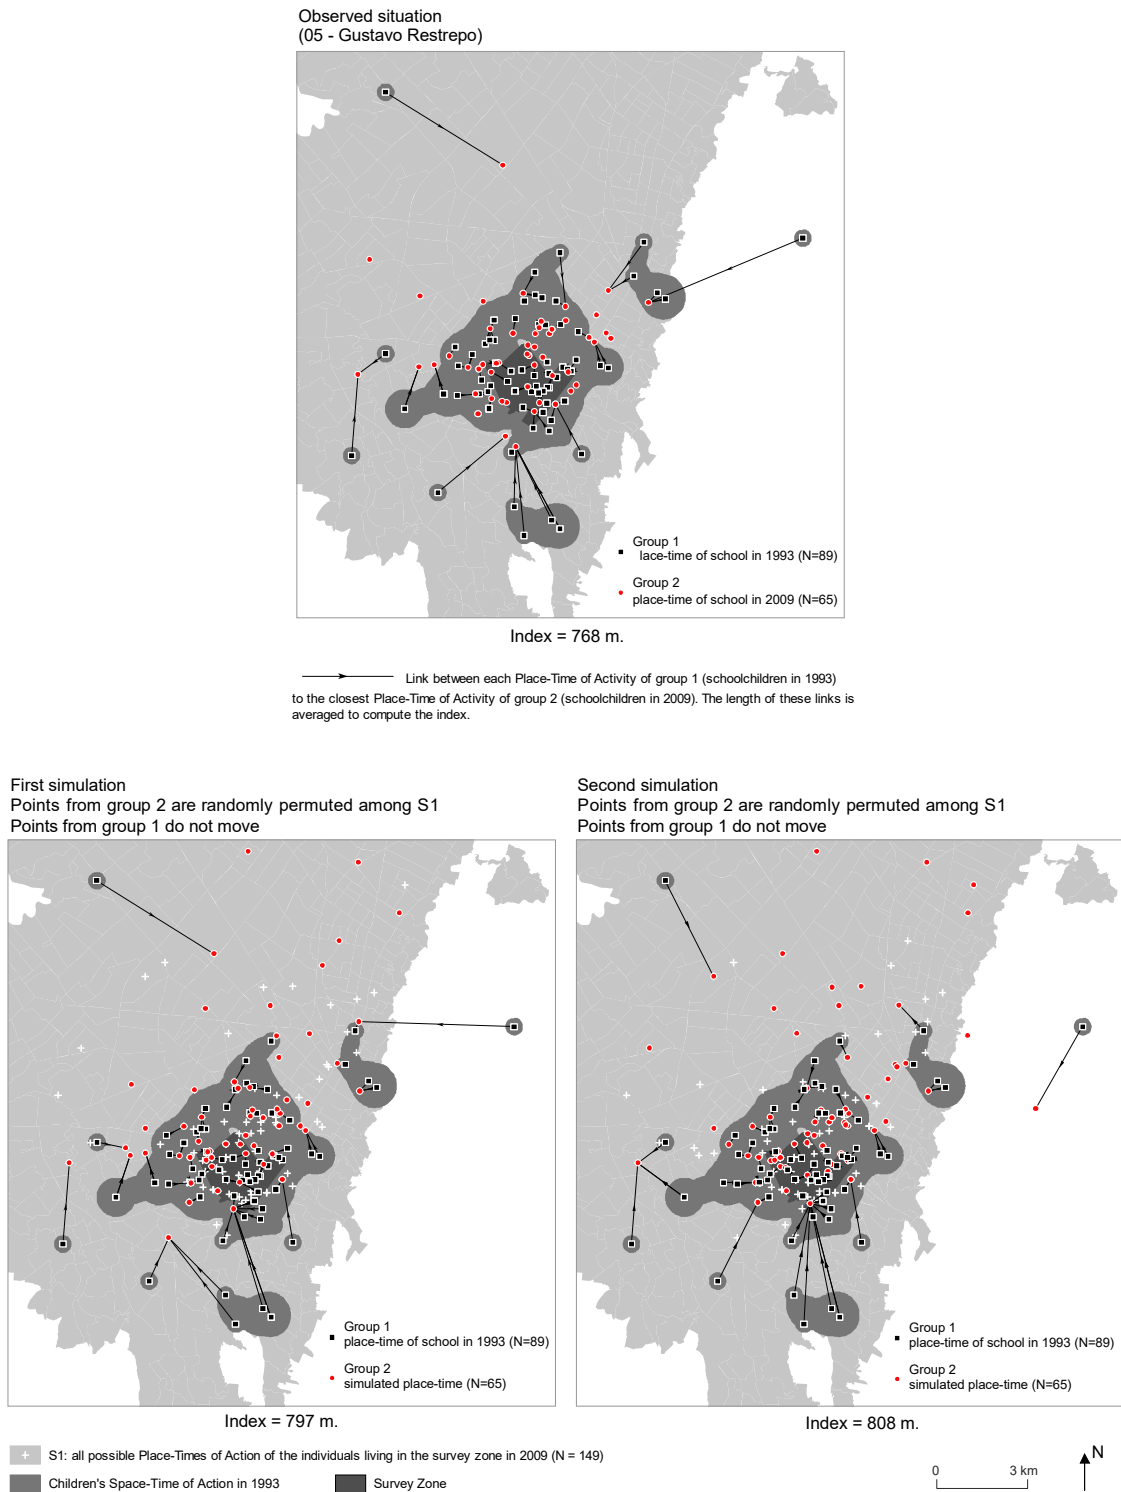 Observed situation
(05 - Gustavo Restrepo)
Group 1
lace-time of school in 1993 (N=89)
Group 2
place-time of school in 2009 (N=65)
Index = 768 m.
Link between each Place-Time of Activity of group 1 (schoolchildren in 1993)
to the closest Place-Time of Activity of group 2 (schoolchildren in 2009). The length of these links is
averaged to compute the index.
First simulation
Points from group 2 are randomly permuted among S1
Points from group 1 do not move
Second simulation
Points from group 2 are randomly permuted among S1
Points from group 1 do not move
Group 1
place-time of school in 1993 (N=89)
Group 2
simulated place-time (N=65)
Index = 797 m.
Group 1
place-time of school in 1993 (N=89)
Group 2
simulated place-time (N=65)
Index = 808 m.
S1: all possible Place-Times of Action of the individuals living in the survey zone in 2009 (N = 149)
Children's Space-Time of Action in 1993
Survey Zone
0 3 km
N